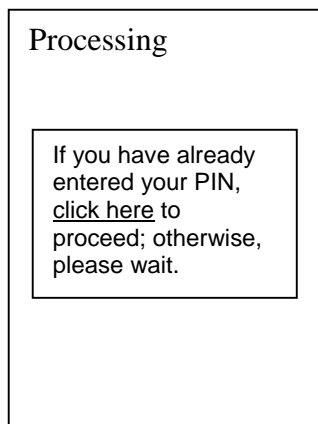 Processing
If you have already
entered your PIN,
click here to
proceed; otherwise,
please wait.